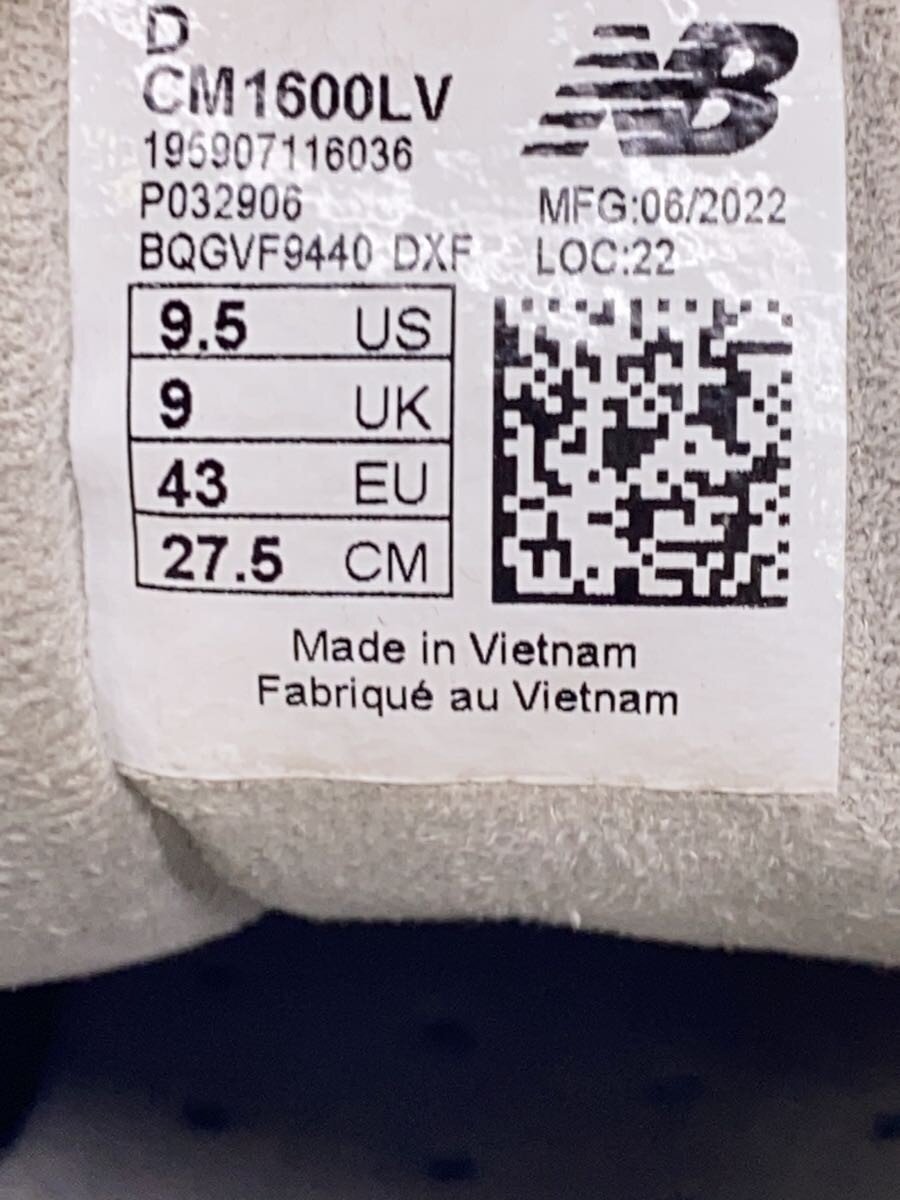 D
CM1600LV
NB
195907116036
P032906
MFG:06/2022
BQGVF9440 DXF
LOC:22
9.5 US
9 UK
43 EU
27.5 CM
Made in Vietnam
Fabriqué au Vietnam